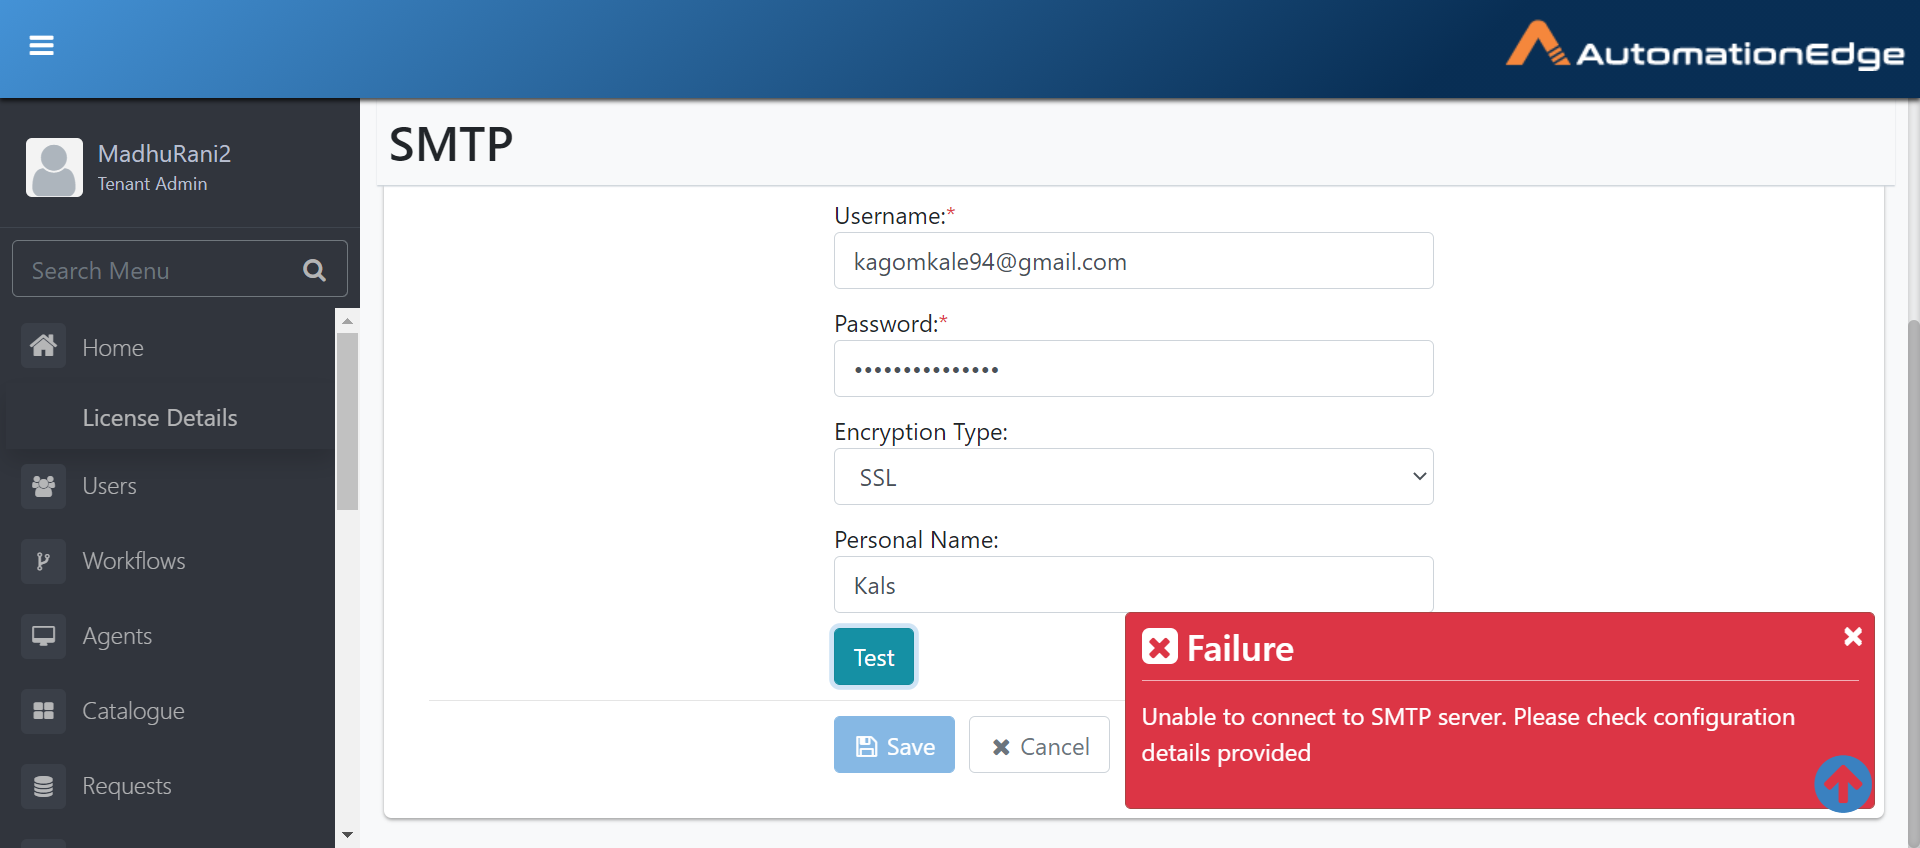 AutomationEdge
MadhuRani2
Tenant Admin
Search Menu
Home
License Details
Users
Workflows
Agents
Catalogue
Requests
SMTP
Username:*
kagomkale94@gmail.com
Password:*
•••••••••••••••
Encryption Type:
SSL
Personal Name:
Kals
Test
Save
Cancel
Failure
Unable to connect to SMTP server. Please check configuration
details provided